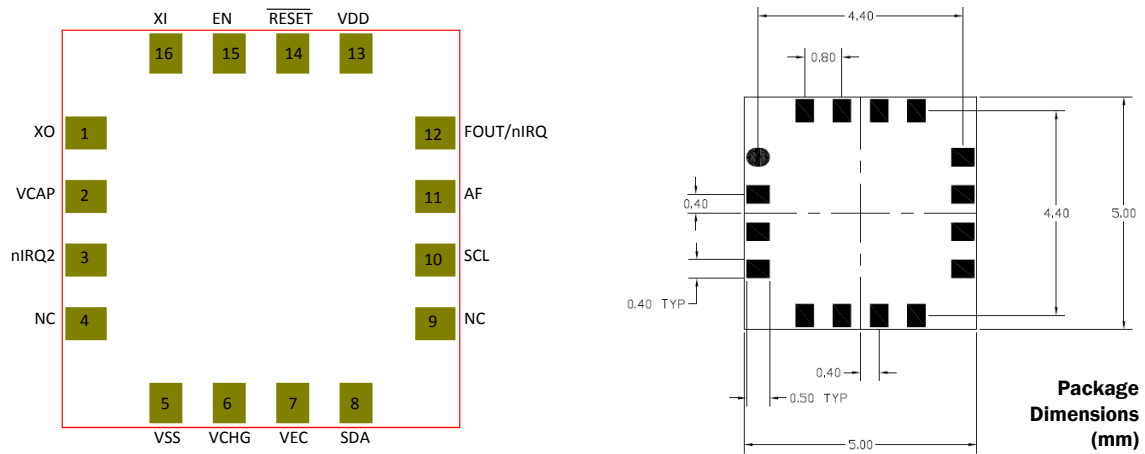 XI EN RESET VDD
16 15 14 13
XO 1 12 FOUT/nIRQ
VCAP 2 11 AF
nIRQ2 3 10 SCL
NC 4 9 NC
5 6 7 8
VSS VCHG VEC SDA
4.40
0.80
0.40
4.40
5.00
0.40 TYP
0.40
0.50 TYP
5.00
Package
Dimensions
(mm)